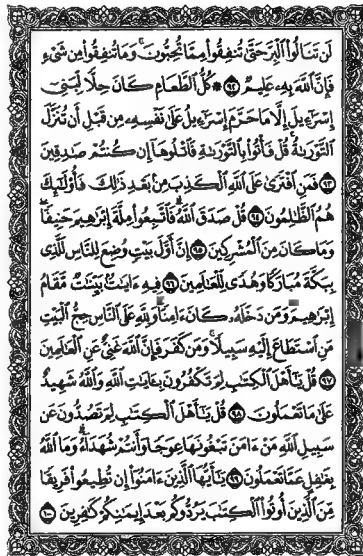 لَن تَنَالُوا۟ ٱلْبِرَّ حَتَّىٰ تُنفِقُوا۟ مِمَّا تُحِبُّونَ ۚ وَمَا تُنفِقُوا۟ مِن شَىْءٍ
فَإِنَّ ٱللَّهَ بِهِۦ عَلِيمٌ ٩٢ ۞ كُلُّ ٱلطَّعَامِ كَانَ حِلًّا لِّبَنِىٓ
إِسْرَٰٓءِيلَ إِلَّا مَا حَرَّمَ إِسْرَٰٓءِيلُ عَلَىٰ نَفْسِهِۦ مِن قَبْلِ أَن تُنَزَّلَ
ٱلتَّوْرَىٰةُ ۗ قُلْ فَأْتُوا۟ بِٱلتَّوْرَىٰةِ فَٱتْلُوهَآ إِن كُنتُمْ صَٰدِقِينَ
٩٣ فَمَنِ ٱفْتَرَىٰ عَلَى ٱللَّهِ ٱلْكَذِبَ مِنۢ بَعْدِ ذَٰلِكَ فَأُو۟لَٰٓئِكَ
هُمُ ٱلظَّٰلِمُونَ ٩٤ قُلْ صَدَقَ ٱللَّهُ ۗ فَٱتَّبِعُوا۟ مِلَّةَ إِبْرَٰهِيمَ حَنِيفًا
وَمَا كَانَ مِنَ ٱلْمُشْرِكِينَ ٩٥ إِنَّ أَوَّلَ بَيْتٍ وُضِعَ لِلنَّاسِ لَلَّذِى
بِبَكَّةَ مُبَارَكًا وَهُدًى لِّلْعَٰلَمِينَ ٩٦ فِيهِ ءَايَٰتٌۢ بَيِّنَٰتٌ مَّقَامُ
إِبْرَٰهِيمَ ۖ وَمَن دَخَلَهُۥ كَانَ ءَامِنًا ۗ وَلِلَّهِ عَلَى ٱلنَّاسِ حِجُّ ٱلْبَيْتِ
مَنِ ٱسْتَطَاعَ إِلَيْهِ سَبِيلًا ۚ وَمَن كَفَرَ فَإِنَّ ٱللَّهَ غَنِىٌّ عَنِ ٱلْعَٰلَمِينَ
٩٧ قُلْ يَٰٓأَهْلَ ٱلْكِتَٰبِ لِمَ تَكْفُرُونَ بِـَٔايَٰتِ ٱللَّهِ وَٱللَّهُ شَهِيدٌ
عَلَىٰ مَا تَعْمَلُونَ ٩٨ قُلْ يَٰٓأَهْلَ ٱلْكِتَٰبِ لِمَ تَصُدُّونَ عَن
سَبِيلِ ٱللَّهِ مَنْ ءَامَنَ تَبْغُونَهَا عِوَجًا وَأَنتُمْ شُهَدَآءُ ۗ وَمَا ٱللَّهُ
بِغَٰفِلٍ عَمَّا تَعْمَلُونَ ٩٩ يَٰٓأَيُّهَا ٱلَّذِينَ ءَامَنُوٓا۟ إِن تُطِيعُوا۟ فَرِيقًا
مِّنَ ٱلَّذِينَ أُوتُوا۟ ٱلْكِتَٰبَ يَرُدُّوكُم بَعْدَ إِيمَٰنِكُمْ كَٰفِرِينَ ١٠٠